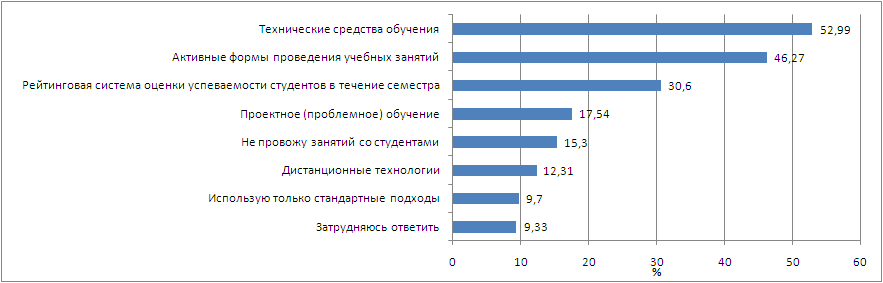 Технические средства обучения 52,99
Активные формы проведения учебных занятий 46,27
Рейтинговая система оценки успеваемости студентов в течение семестра 30,6
Проектное (проблемное) обучение 17,54
Не провожу занятий со студентами 15,3
Дистанционные технологии 12,31
Использую только стандартные подходы 9,7
Затрудняюсь ответить 9,33
0 10 20 30 40 50 60
%